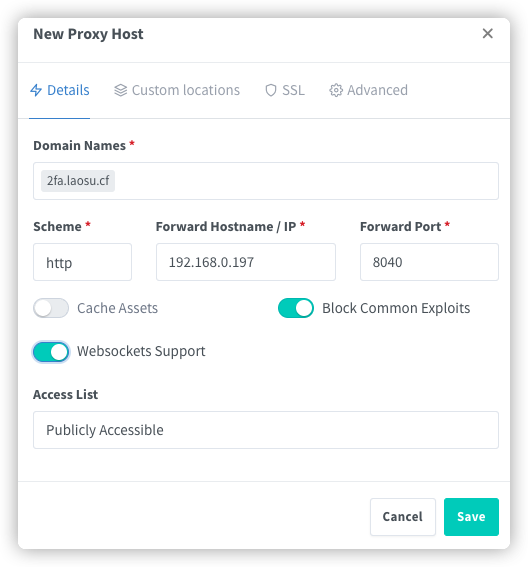 New Proxy Host
Details Custom locations SSL Advanced
Domain Names *
2fa.laosu.cf
Scheme * Forward Hostname / IP * Forward Port *
http 192.168.0.197 8040
Cache Assets Block Common Exploits
Websockets Support
Access List
Publicly Accessible
Cancel Save